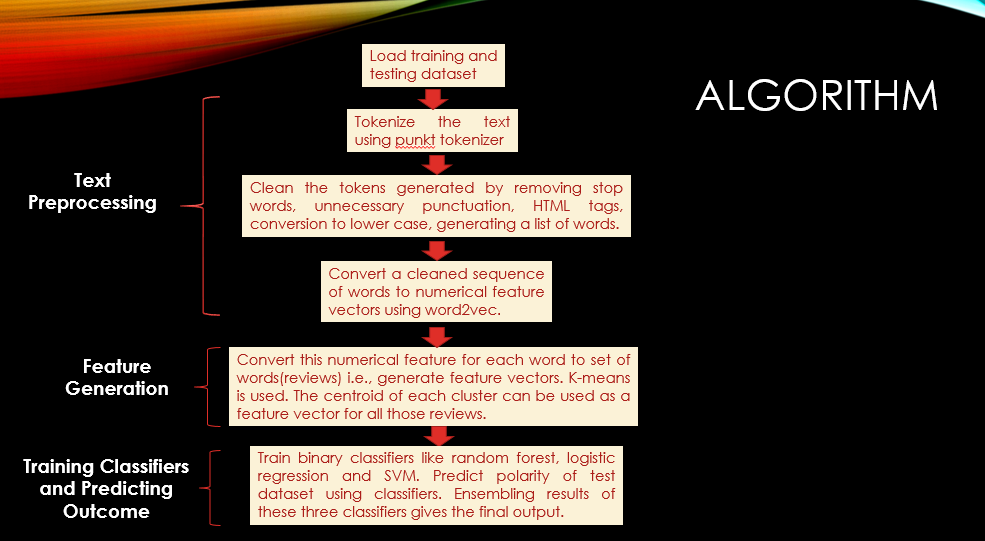 ALGORITHM
Load training and
testing dataset
Tokenize the text
using punkt tokenizer
Text
Preprocessing
Clean the tokens generated by removing stop
words, unnecessary punctuation, HTML tags,
conversion to lower case, generating a list of words.
Convert a cleaned sequence
of words to numerical feature
vectors using word2vec.
Feature
Generation
Convert this numerical feature for each word to set of
words(reviews) i.e., generate feature vectors. K-means
is used. The centroid of each cluster can be used as a
feature vector for all those reviews.
Training Classifiers
and Predicting
Outcome
Train binary classifiers like random forest, logistic
regression and SVM. Predict polarity of test
dataset using classifiers. Ensembling results of
these three classifiers gives the final output.